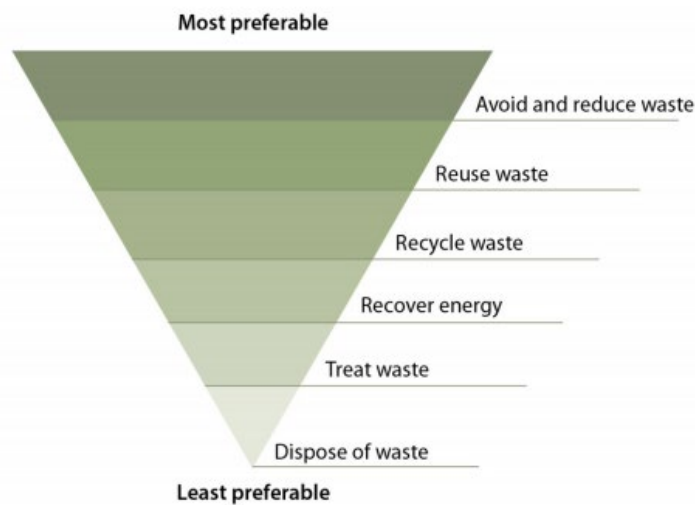 Most preferable
Avoid and reduce waste
Reuse waste
Recycle waste
Recover energy
Treat waste
Dispose of waste
Least preferable